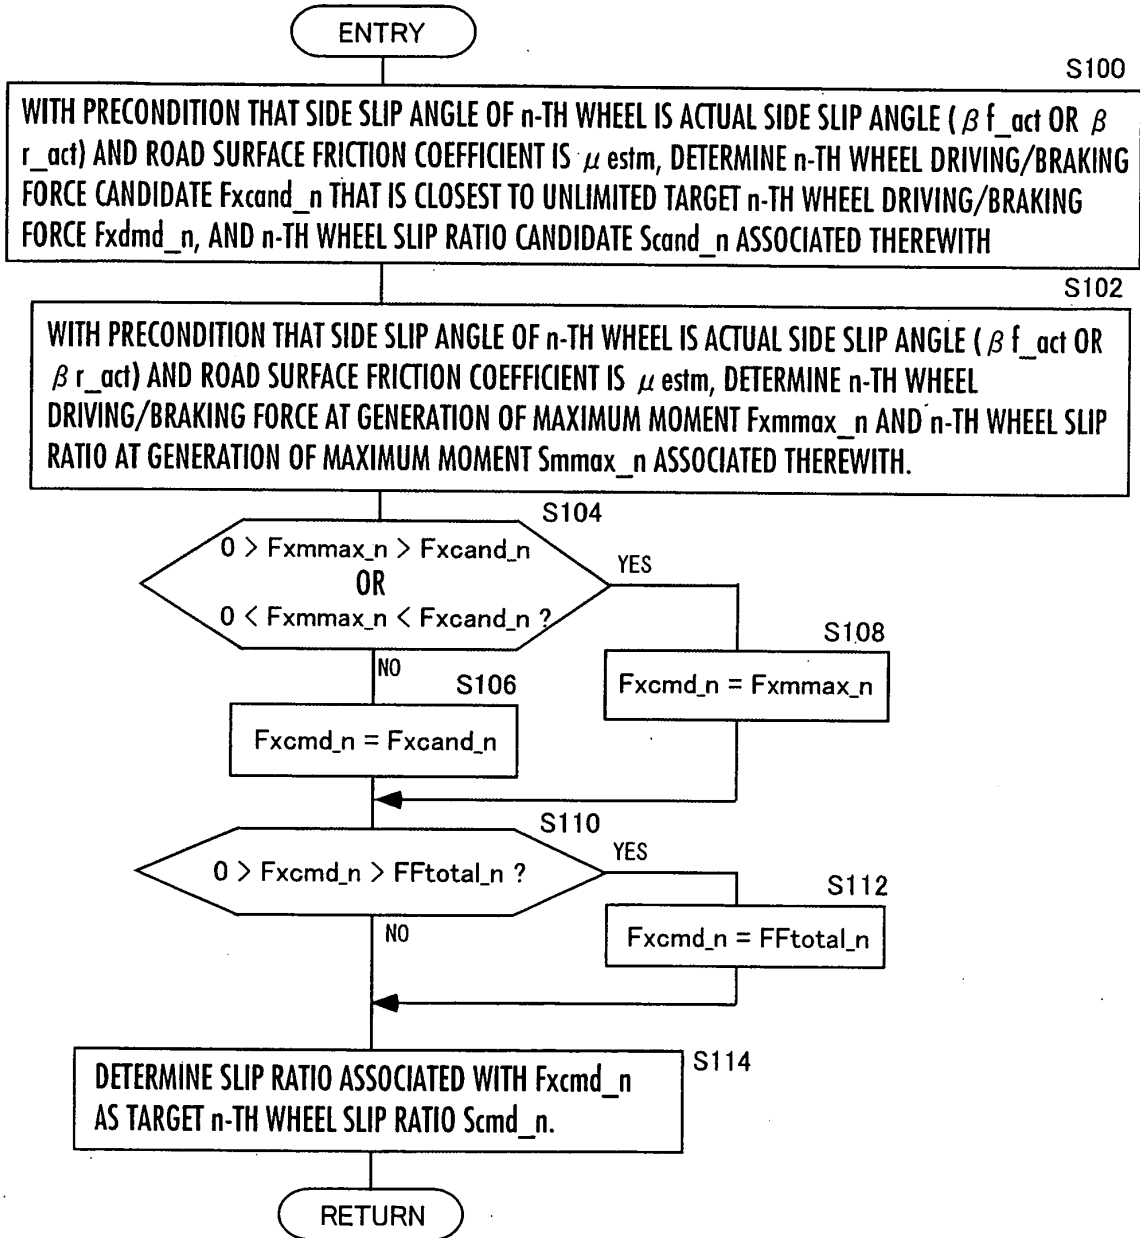 ENTRY
S100
WITH PRECONDITION THAT SIDE SLIP ANGLE OF n-TH WHEEL IS ACTUAL SIDE SLIP ANGLE ( β f_act OR β
r_act) AND ROAD SURFACE FRICTION COEFFICIENT IS μ estm, DETERMINE n-TH WHEEL DRIVING/BRAKING
FORCE CANDIDATE Fxcand_n THAT IS CLOSEST TO UNLIMITED TARGET n-TH WHEEL DRIVING/BRAKING
FORCE Fxdmd_n, AND n-TH WHEEL SLIP RATIO CANDIDATE Scand_n ASSOCIATED THEREWITH
S102
WITH PRECONDITION THAT SIDE SLIP ANGLE OF n-TH WHEEL IS ACTUAL SIDE SLIP ANGLE ( β f_act OR
β r_act) AND ROAD SURFACE FRICTION COEFFICIENT IS μ estm, DETERMINE n-TH WHEEL
DRIVING/BRAKING FORCE AT GENERATION OF MAXIMUM MOMENT Fxmmax_n AND n-TH WHEEL SLIP
RATIO AT GENERATION OF MAXIMUM MOMENT Smmax_n ASSOCIATED THEREWITH.
S104
0 > Fxmmax_n > Fxcand_n
OR
0 < Fxmmax_n < Fxcand_n ?
YES
NO
S108
Fxcmd_n = Fxmmax_n
S106
Fxcmd_n = Fxcand_n
S110
0 > Fxcmd_n > FFtotal_n ?
YES
NO
S112
Fxcmd_n = FFtotal_n
S114
DETERMINE SLIP RATIO ASSOCIATED WITH Fxcmd_n
AS TARGET n-TH WHEEL SLIP RATIO Scmd_n.
RETURN